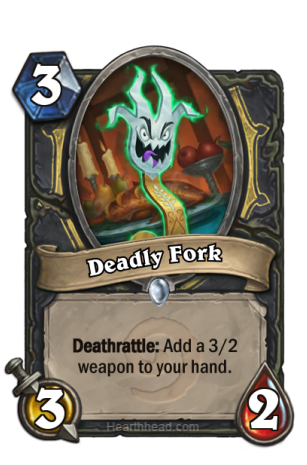 3
Deadly Fork
Deathrattle: Add a 3/2
weapon to your hand.
3
2
Hearthhead.com